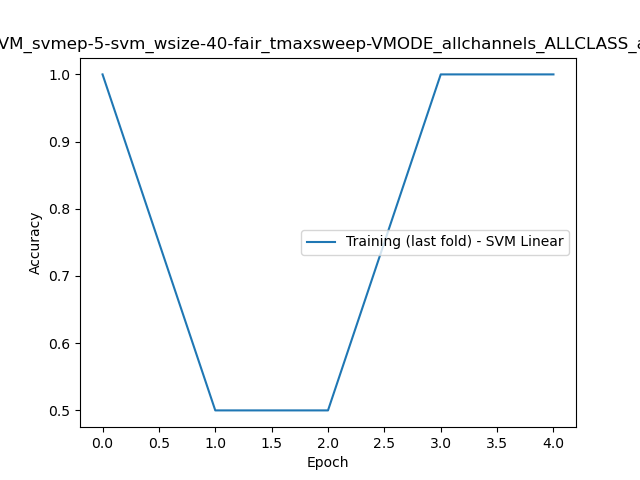 VM_svmep-5-svm_wsize-40-fair_tmaxsweep-VMODE_allchannels_ALLCLASS_a
1.0
0.9
0.8
0.7
0.6
0.5
Accuracy
Training (last fold) - SVM Linear
0.0 0.5 1.0 1.5 2.0 2.5 3.0 3.5 4.0
Epoch